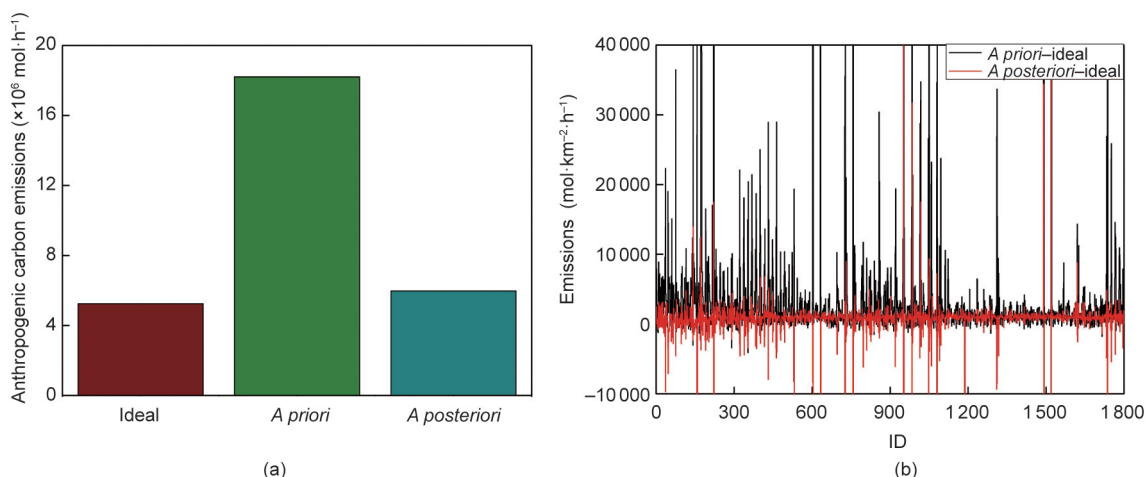 20
16
12
8
4
0
Anthropogenic carbon emissions (×10⁶ mol·h⁻¹)
Ideal
A priori
A posteriori
(a)
40 000
30 000
20 000
10 000
0
−10 000
Emissions (mol·km⁻²·h⁻¹)
A priori–ideal
A posteriori–ideal
0 300 600 900 1 200 1 500 1 800
ID
(b)